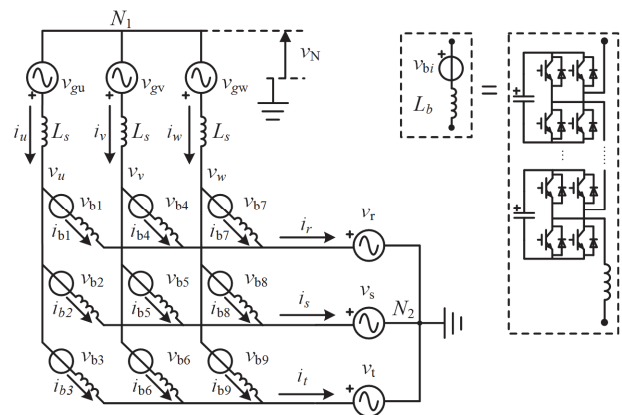 N1
vN
vgu vgv vgw
iu Ls iv Ls iw Ls
vu vv vw
vb1 vb4 vb7
ib1 ib4 ib7 ir vr
vb2 vb5 vb8
ib2 ib5 ib8 is vs N2
vb3 vb6 vb9
ib3 ib6 ib9 it vt
vbi
Lb
=